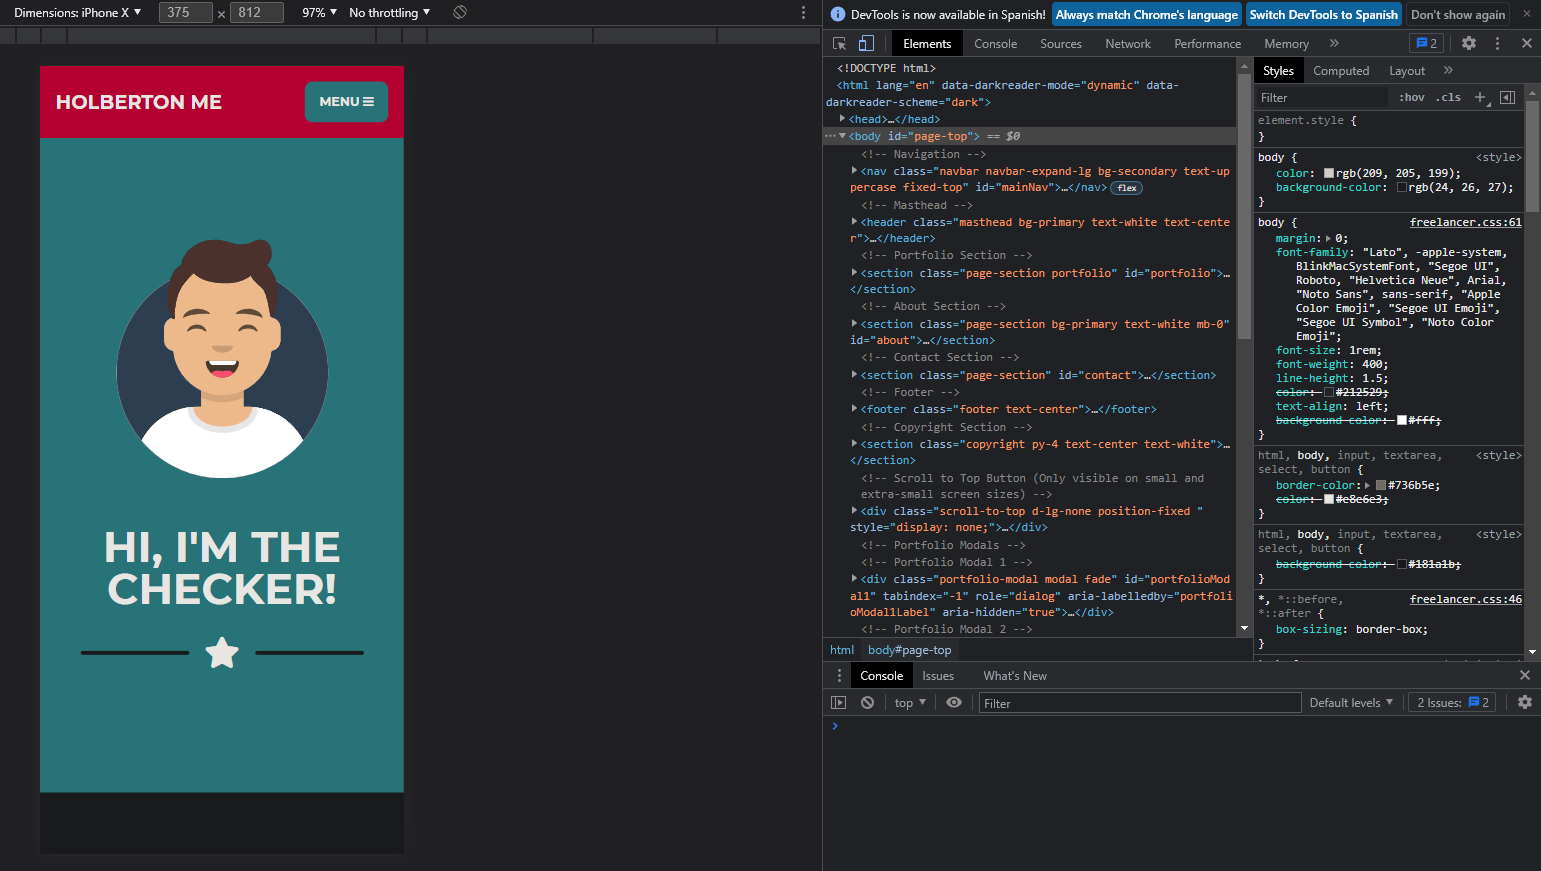 Dimensions: iPhone X ▼ 375 × 812 97% ▼ No throttling ▼
HOLBERTON ME
MENU
HI, I'M THE
CHECKER!
DevTools is now available in Spanish! Always match Chrome's language Switch DevTools to Spanish Don't show again ×
Elements Console Sources Network Performance Memory » 2
<!DOCTYPE html>
<html lang="en" data-darkreader-mode="dynamic" data-
darkreader-scheme="dark">
<head>…</head>
<body id="page-top"> == $0
<!-- Navigation -->
<nav class="navbar navbar-expand-lg bg-secondary text-up
percase fixed-top" id="mainNav">…</nav> flex
<!-- Masthead -->
<header class="masthead bg-primary text-white text-cente
r">…</header>
<!-- Portfolio Section -->
<section class="page-section portfolio" id="portfolio">…
</section>
<!-- About Section -->
<section class="page-section bg-primary text-white mb-0"
id="about">…</section>
<!-- Contact Section -->
<section class="page-section" id="contact">…</section>
<!-- Footer -->
<footer class="footer text-center">…</footer>
<!-- Copyright Section -->
<section class="copyright py-4 text-center text-white">…
</section>
<!-- Scroll to Top Button (Only visible on small and
extra-small screen sizes) -->
<div class="scroll-to-top d-lg-none position-fixed "
style="display: none;">…</div>
<!-- Portfolio Modals -->
<!-- Portfolio Modal 1 -->
<div class="portfolio-modal modal fade" id="portfolioMod
al1" tabindex="-1" role="dialog" aria-labelledby="portfoli
oModal1Label" aria-hidden="true">…</div>
<!-- Portfolio Modal 2 -->
html body#page-top
Styles Computed Layout »
Filter :hov .cls +
element.style {
}
body { <style>
color: rgb(209, 205, 199);
background-color: rgb(24, 26, 27);
}
body { freelancer.css:61
margin: 0;
font-family: "Lato", -apple-system,
BlinkMacSystemFont, "Segoe UI",
Roboto, "Helvetica Neue", Arial,
"Noto Sans", sans-serif, "Apple
Color Emoji", "Segoe UI Emoji",
"Segoe UI Symbol", "Noto Color
Emoji";
font-size: 1rem;
font-weight: 400;
line-height: 1.5;
color: #212529;
text-align: left;
background-color: #fff;
}
html, body, input, textarea, <style>
select, button {
border-color: #736b5e;
color: #e8e6e3;
}
html, body, input, textarea, <style>
select, button {
background-color: #181a1b;
}
*, *::before, freelancer.css:46
*::after {
box-sizing: border-box;
}
Console Issues What's New
top ▼ Filter Default levels ▼ 2 Issues: 2